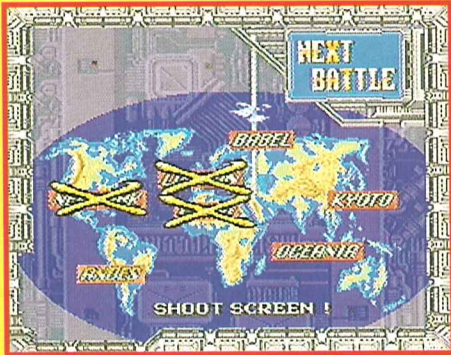 NEXT
BATTLE
BABEL
KYOTO
OCEANIA
ANDES
SHOOT SCREEN !